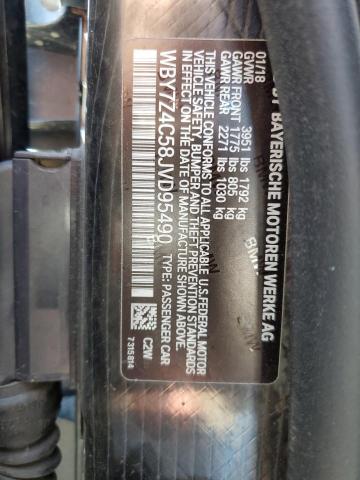 BY BAYERISCHE MOTOREN WERKE AG
01/18
GVWR 3951 lbs 1792 kg
GAWR FRONT 1775 lbs 805 kg
GAWR REAR 2271 lbs 1030 kg
THIS VEHICLE CONFORMS TO ALL APPLICABLE U.S.FEDERAL MOTOR
VEHICLE SAFETY, BUMPER AND THEFT PREVENTION STANDARDS
IN EFFECT ON THE DATE OF MANUFACTURE SHOWN ABOVE.
WBY7Z4C58JVD95490 TYPE: PASSENGER CAR
C2W
7315814